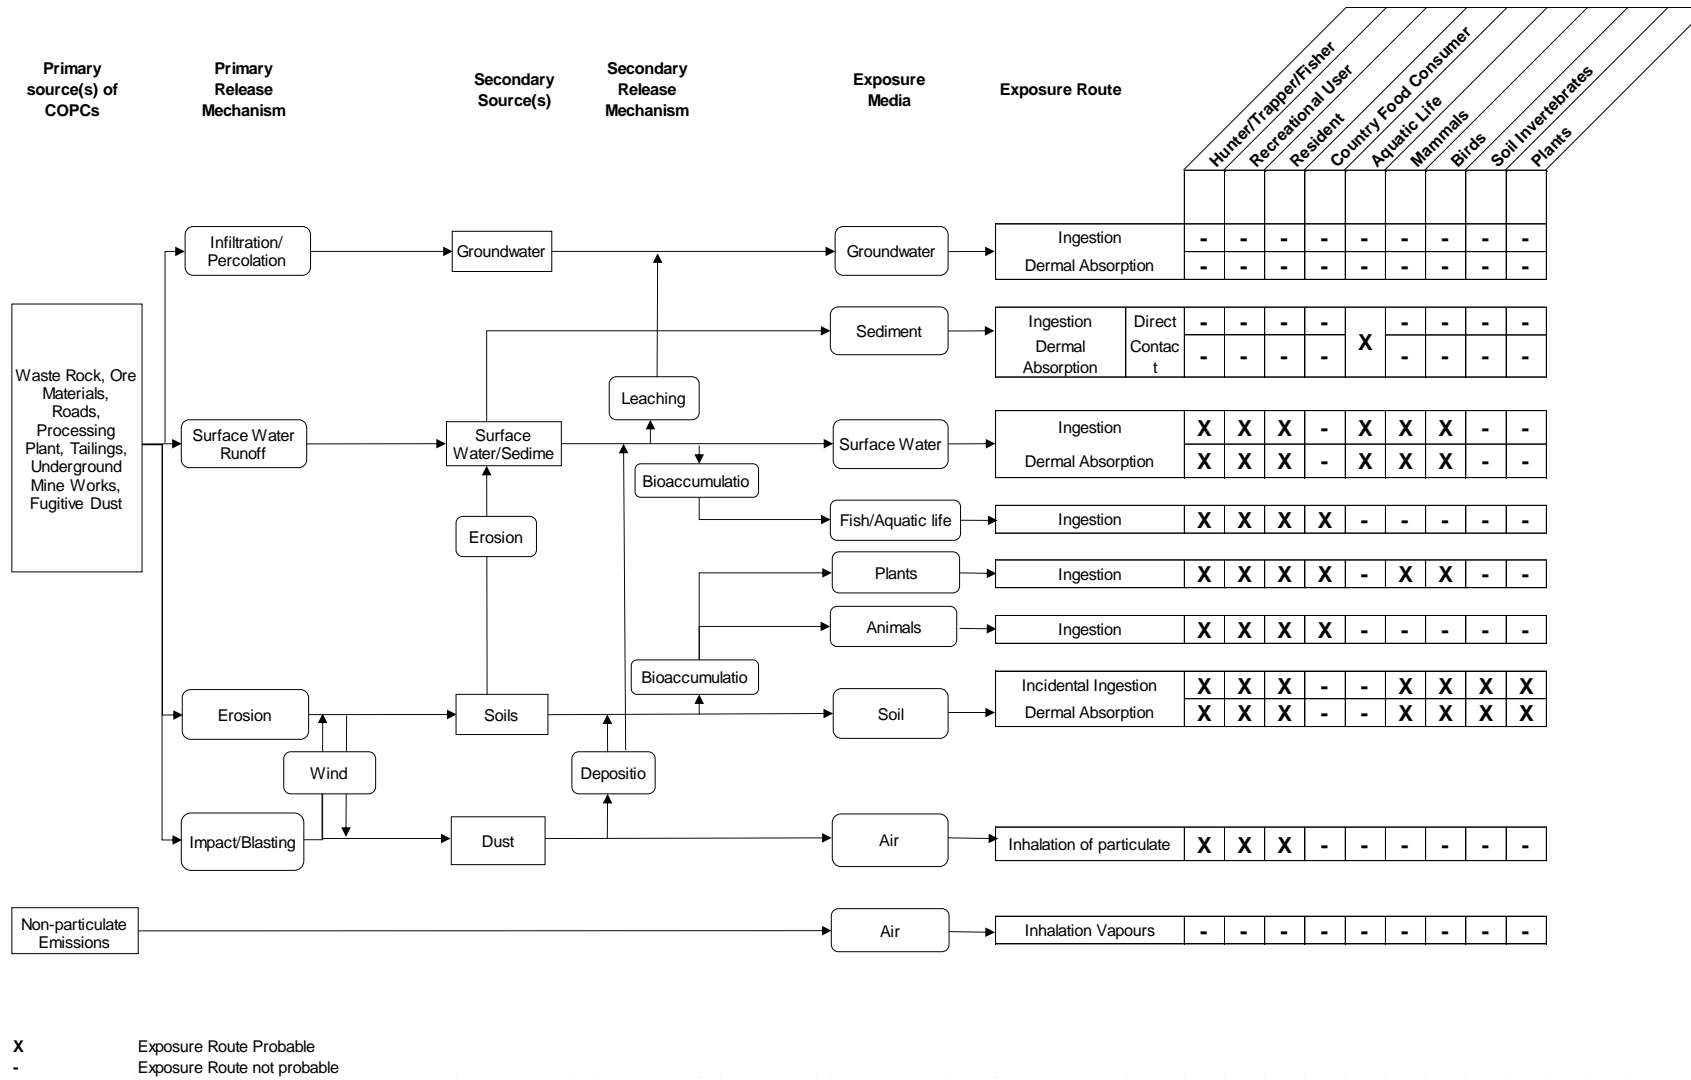 Primary
source(s) of
COPCs
Primary
Release
Mechanism
Secondary
Source(s)
Secondary
Release
Mechanism
Exposure
Media
Exposure Route
Hunter/Trapper/Fisher
Recreational User
Resident
Country Food Consumer
Aquatic Life
Mammals
Birds
Soil Invertebrates
Plants
Infiltration/
Percolation
Groundwater
Groundwater
Ingestion - - - - - - - - -
Dermal Absorption - - - - - - - - -
Waste Rock, Ore
Materials,
Roads,
Processing
Plant, Tailings,
Underground
Mine Works,
Fugitive Dust
Sediment
Ingestion Direct - - - - X - - - -
Dermal Contac
Absorption t - - - - - - - -
Leaching
Surface Water
Runoff
Surface
Water/Sedime
Surface Water
Ingestion X X X - X X X - -
Dermal Absorption X X X - X X X - -
Bioaccumulatio
Erosion
Fish/Aquatic life
Ingestion X X X X - - - - -
Plants
Ingestion X X X X - X X - -
Animals
Ingestion X X X X - - - - -
Bioaccumulatio
Erosion
Soils
Soil
Incidental Ingestion X X X - - X X X X
Dermal Absorption X X X - - X X X X
Wind
Depositio
Impact/Blasting
Dust
Air
Inhalation of particulate X X X - - - - - -
Non-particulate
Emissions
Air
Inhalation Vapours - - - - - - - - -
X Exposure Route Probable
- Exposure Route not probable